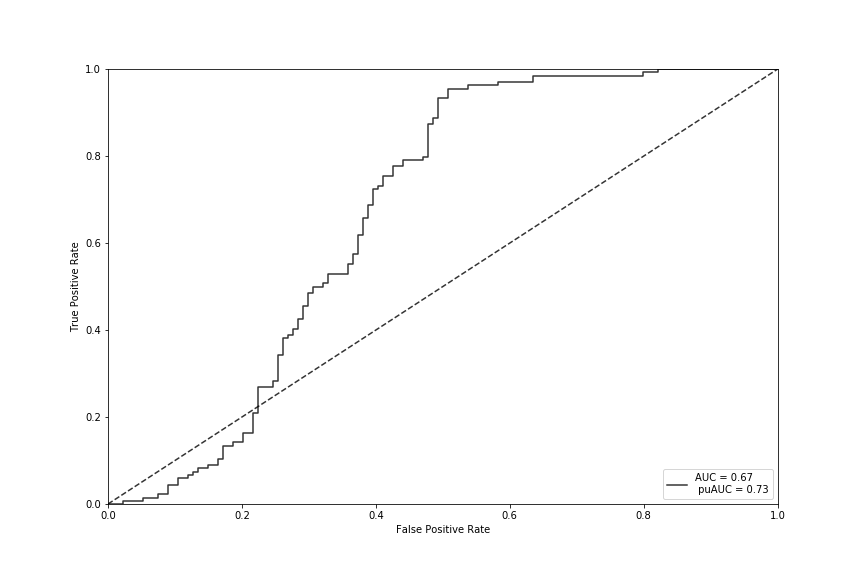 1.0
0.8
0.6
0.4
0.2
0.0
True Positive Rate
AUC = 0.67
puAUC = 0.73
0.0 0.2 0.4 0.6 0.8 1.0
False Positive Rate